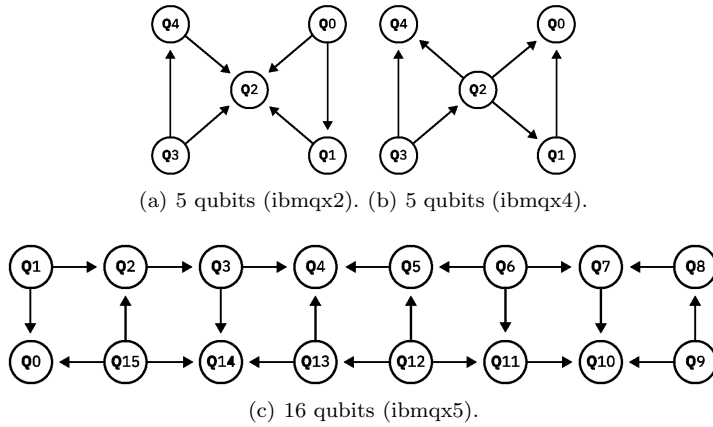 Q4 Q0 Q4 Q0
Q2 Q2
Q3 Q1 Q3 Q1
(a) 5 qubits (ibmqx2). (b) 5 qubits (ibmqx4).
Q1 Q2 Q3 Q4 Q5 Q6 Q7 Q8
Q0 Q15 Q14 Q13 Q12 Q11 Q10 Q9
(c) 16 qubits (ibmqx5).